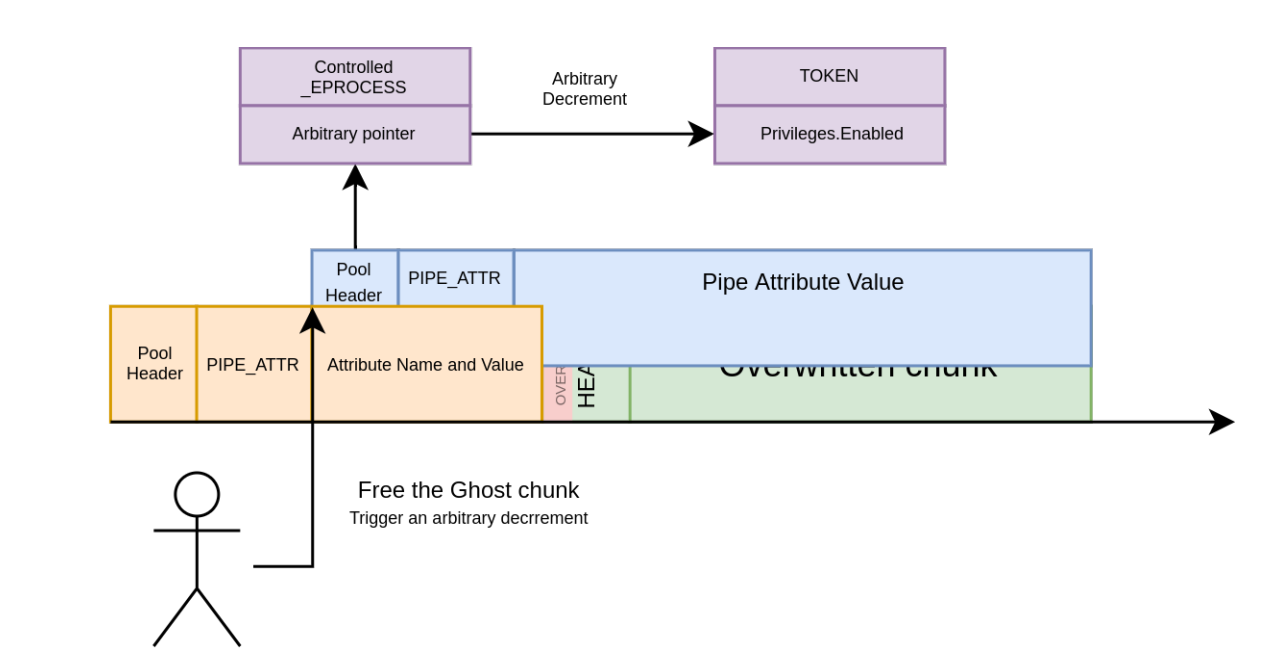 Controlled
_EPROCESS
Arbitrary pointer
Arbitrary
Decrement
TOKEN
Privileges.Enabled
Pool
Header
PIPE_ATTR
Pipe Attribute Value
Pool
Header
PIPE_ATTR
Attribute Name and Value
OVER
HEA
Overwritten chunk
Free the Ghost chunk
Trigger an arbitrary decrrement